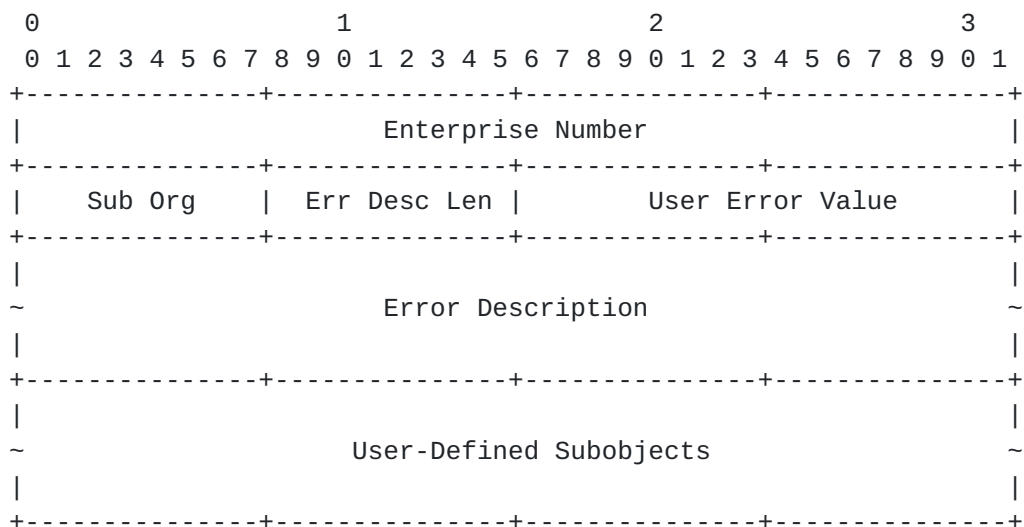 0                   1                   2                   3
0 1 2 3 4 5 6 7 8 9 0 1 2 3 4 5 6 7 8 9 0 1 2 3 4 5 6 7 8 9 0 1
+---------------+---------------+---------------+---------------+
|                       Enterprise Number                       |
+---------------+---------------+---------------+---------------+
|    Sub Org    |  Err Desc Len |        User Error Value       |
+---------------+---------------+---------------+---------------+
|                                                               |
~                       Error Description                       ~
|                                                               |
+---------------+---------------+---------------+---------------+
|                                                               |
~                     User-Defined Subobjects                   ~
|                                                               |
+---------------+---------------+---------------+---------------+